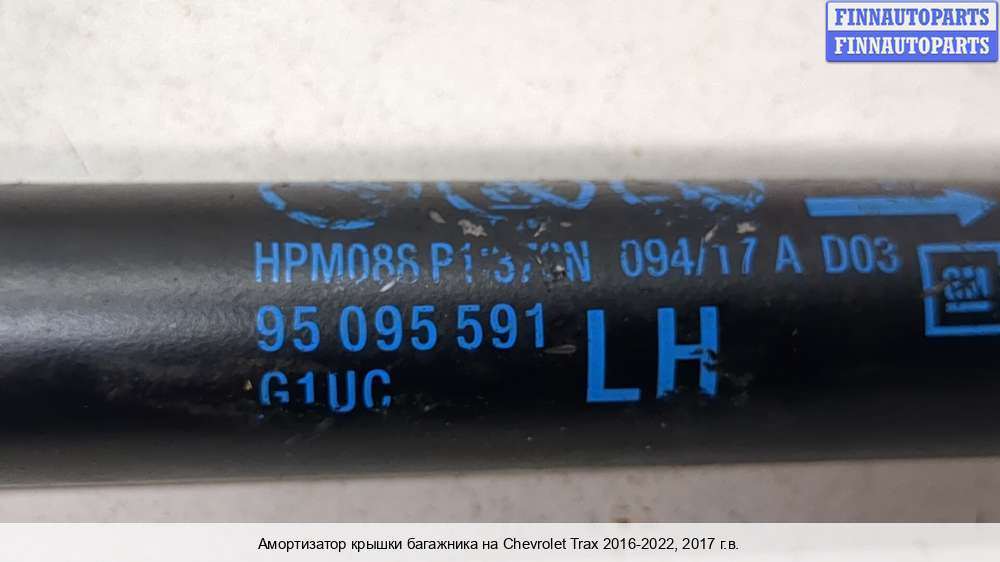 FINNAUTOPARTS
FINNAUTOPARTS
094/17 A D03
95 095 591
LH
G1UC
GM
Амортизатор крышки багажника на Chevrolet Trax 2016-2022, 2017 г.в.